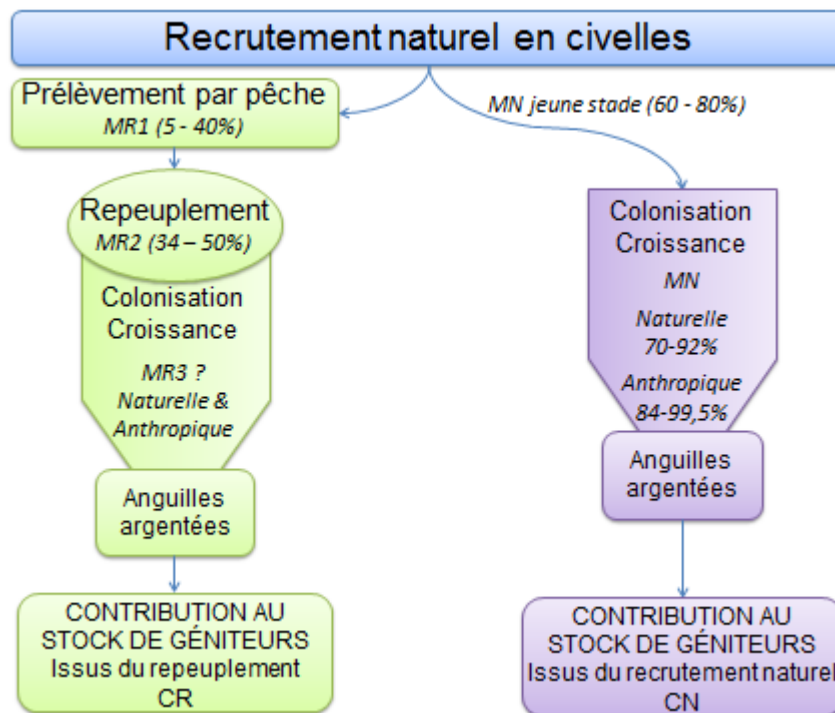 Recrutement naturel en civelles
Prélèvement par pêche
MR1 (5 - 40%)
MN jeune stade (60 - 80%)
Repeuplement
MR2 (34 – 50%)
Colonisation
Croissance
MR3 ?
Naturelle &
Anthropique
Anguilles
argentées
CONTRIBUTION AU
STOCK DE GÉNITEURS
Issus du repeuplement
CR
Colonisation
Croissance
MN
Naturelle
70-92%
Anthropique
84-99,5%
Anguilles
argentées
CONTRIBUTION AU
STOCK DE GÉNITEURS
Issus du recrutement naturel
CN